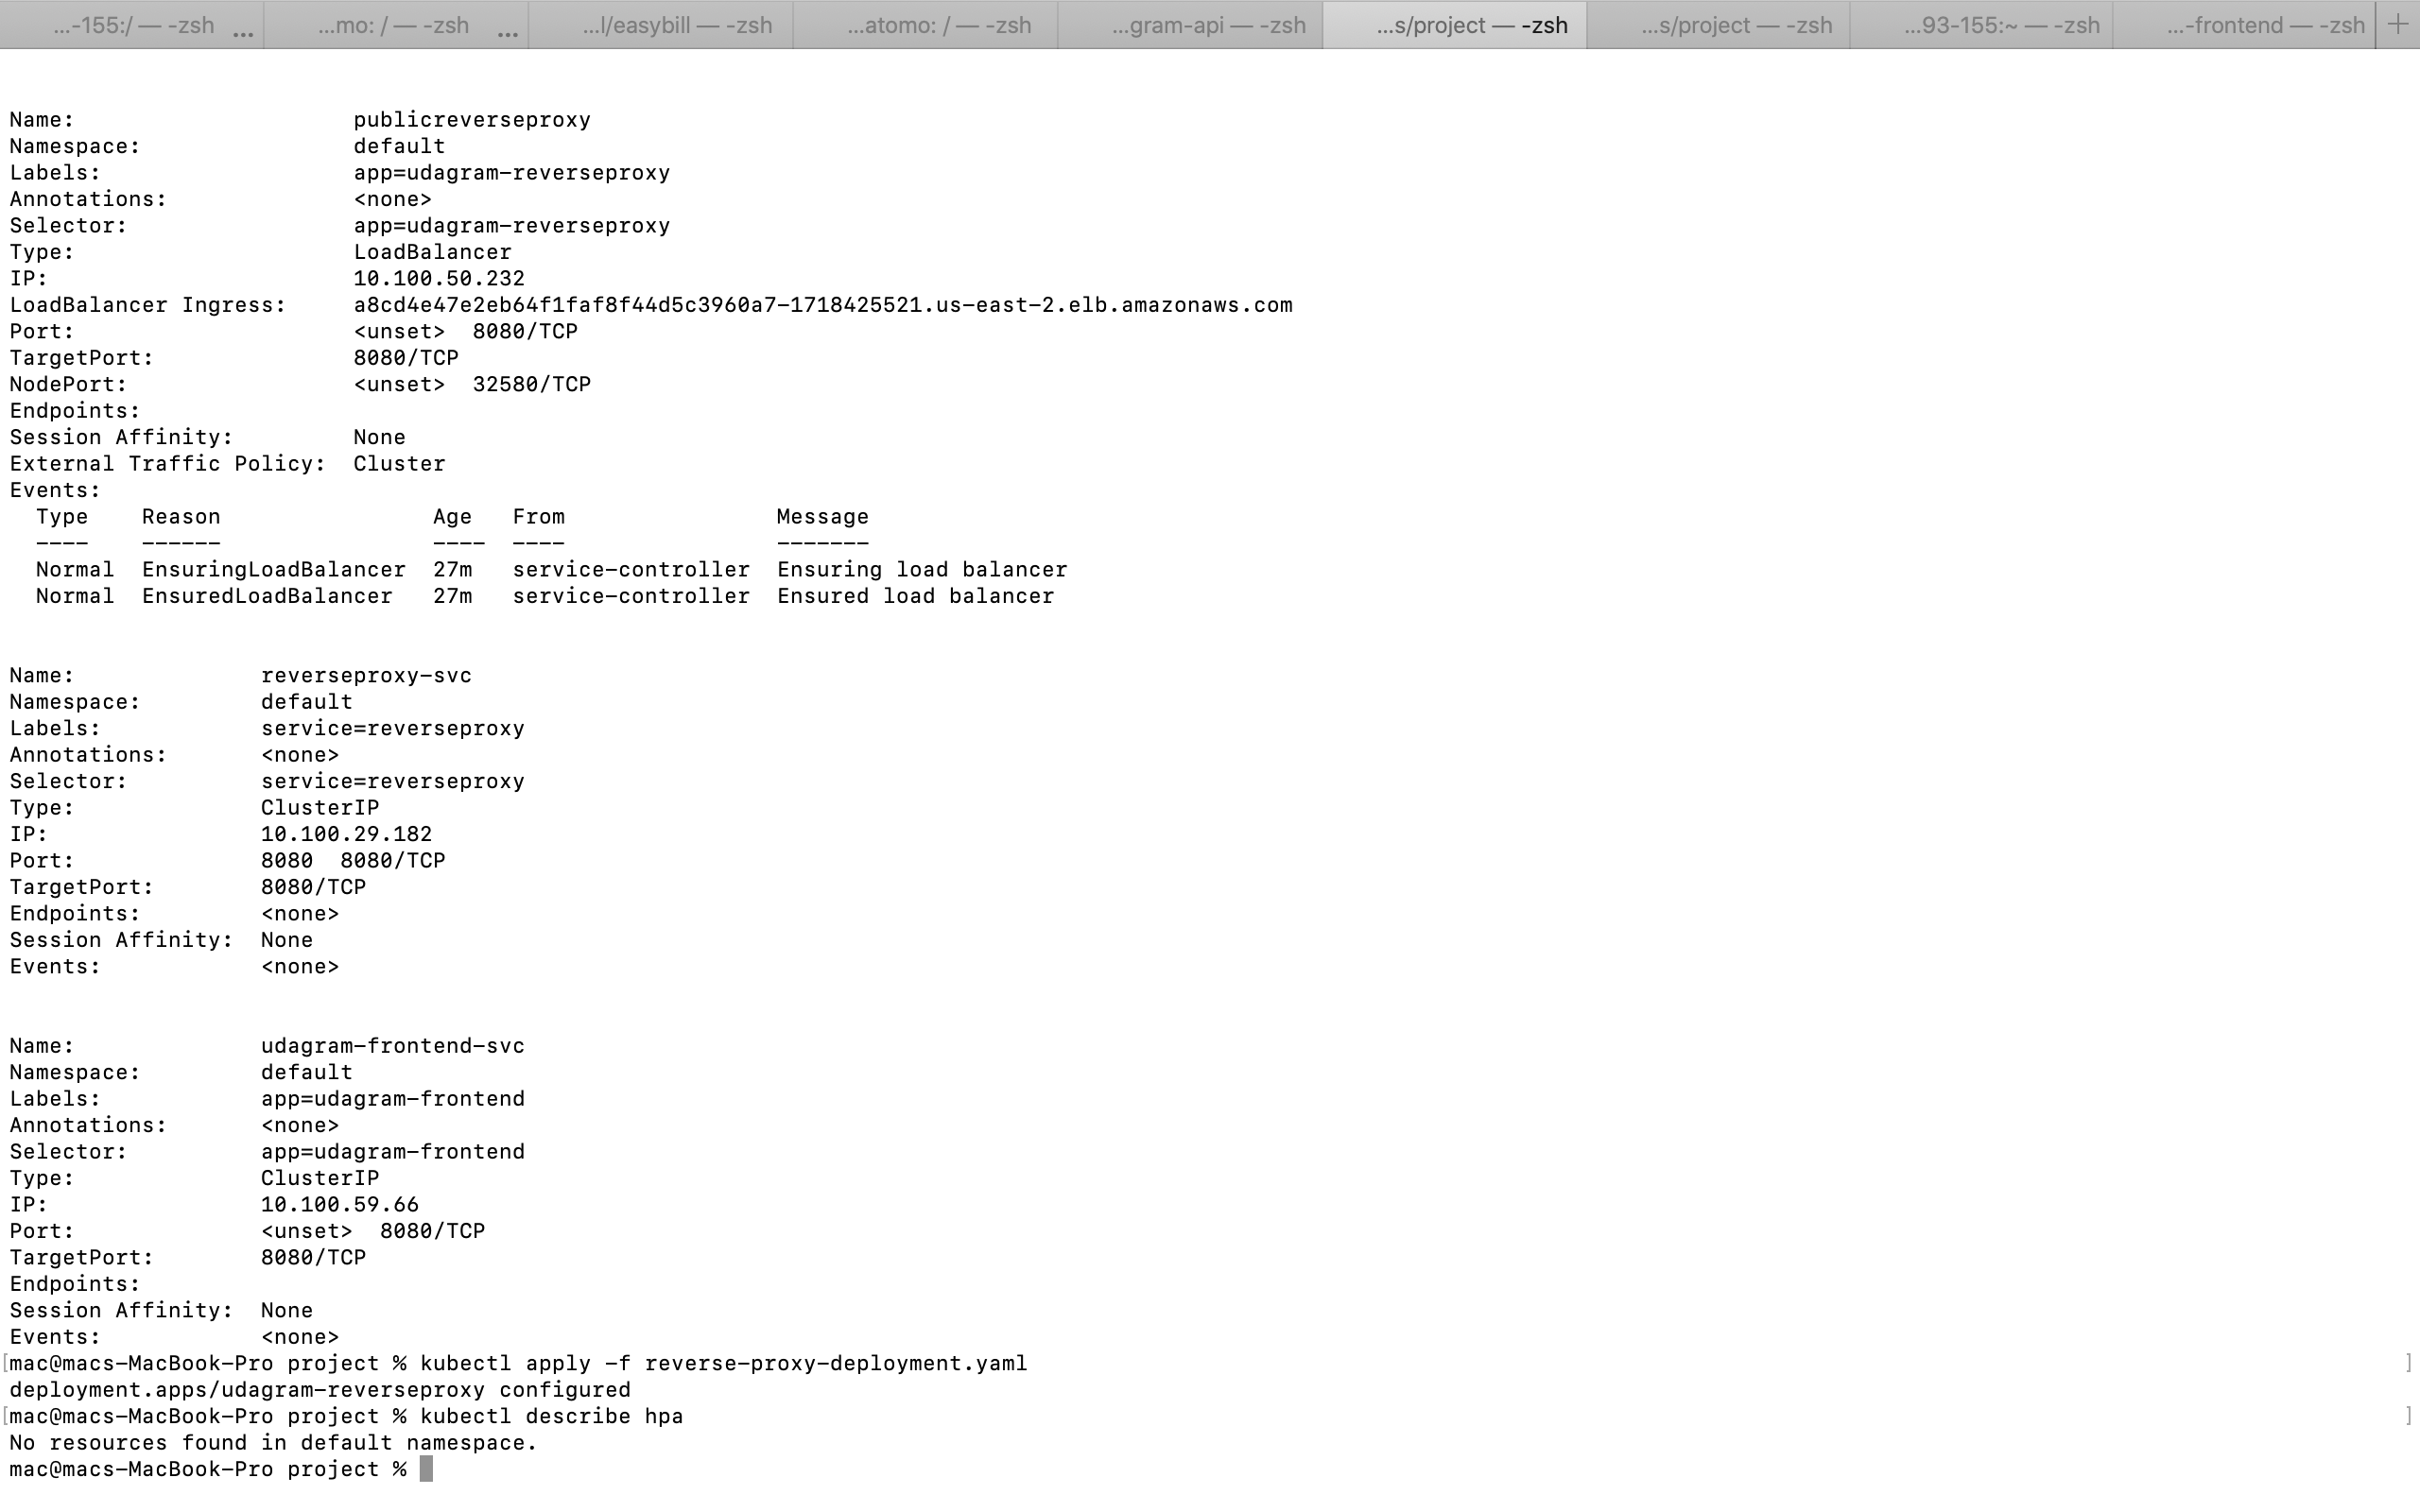 ...-155:/ — -zsh ... ...mo: / — -zsh ... ...l/easybill — -zsh ...atomo: / — -zsh ...gram-api — -zsh ...s/project — -zsh ...s/project — -zsh ...93-155:~ — -zsh ...-frontend — -zsh +
Name: publicreverseproxy
Namespace: default
Labels: app=udagram-reverseproxy
Annotations: <none>
Selector: app=udagram-reverseproxy
Type: LoadBalancer
IP: 10.100.50.232
LoadBalancer Ingress: a8cd4e47e2eb64f1faf8f44d5c3960a7-1718425521.us-east-2.elb.amazonaws.com
Port: <unset> 8080/TCP
TargetPort: 8080/TCP
NodePort: <unset> 32580/TCP
Endpoints:
Session Affinity: None
External Traffic Policy: Cluster
Events:
Type Reason Age From Message
---- ------ ---- ---- -------
Normal EnsuringLoadBalancer 27m service-controller Ensuring load balancer
Normal EnsuredLoadBalancer 27m service-controller Ensured load balancer
Name: reverseproxy-svc
Namespace: default
Labels: service=reverseproxy
Annotations: <none>
Selector: service=reverseproxy
Type: ClusterIP
IP: 10.100.29.182
Port: 8080 8080/TCP
TargetPort: 8080/TCP
Endpoints: <none>
Session Affinity: None
Events: <none>
Name: udagram-frontend-svc
Namespace: default
Labels: app=udagram-frontend
Annotations: <none>
Selector: app=udagram-frontend
Type: ClusterIP
IP: 10.100.59.66
Port: <unset> 8080/TCP
TargetPort: 8080/TCP
Endpoints:
Session Affinity: None
Events: <none>
[mac@macs-MacBook-Pro project % kubectl apply -f reverse-proxy-deployment.yaml ]
deployment.apps/udagram-reverseproxy configured
[mac@macs-MacBook-Pro project % kubectl describe hpa ]
No resources found in default namespace.
mac@macs-MacBook-Pro project %